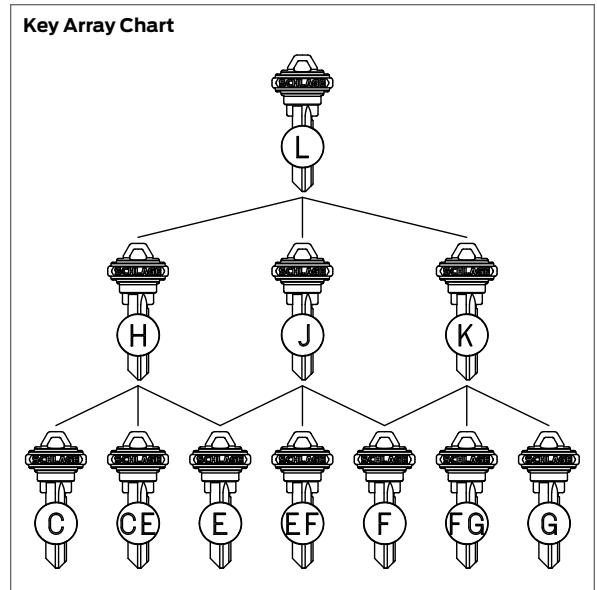 Key Array Chart
SCHLAGE
L
SCHLAGE SCHLAGE SCHLAGE
H J K
SCHLAGE SCHLAGE SCHLAGE SCHLAGE SCHLAGE SCHLAGE SCHLAGE
C CE E EF F FG G